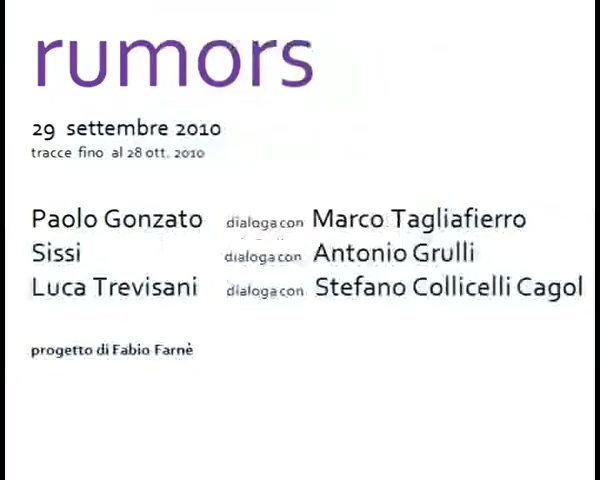 rumors
29 settembre 2010
tracce fino al 28 ott. 2010
Paolo Gonzato dialoga con Marco Tagliafierro
Sissi dialoga con Antonio Grulli
Luca Trevisani dialoga con Stefano Collicelli Cagol
progetto di Fabio Farnè